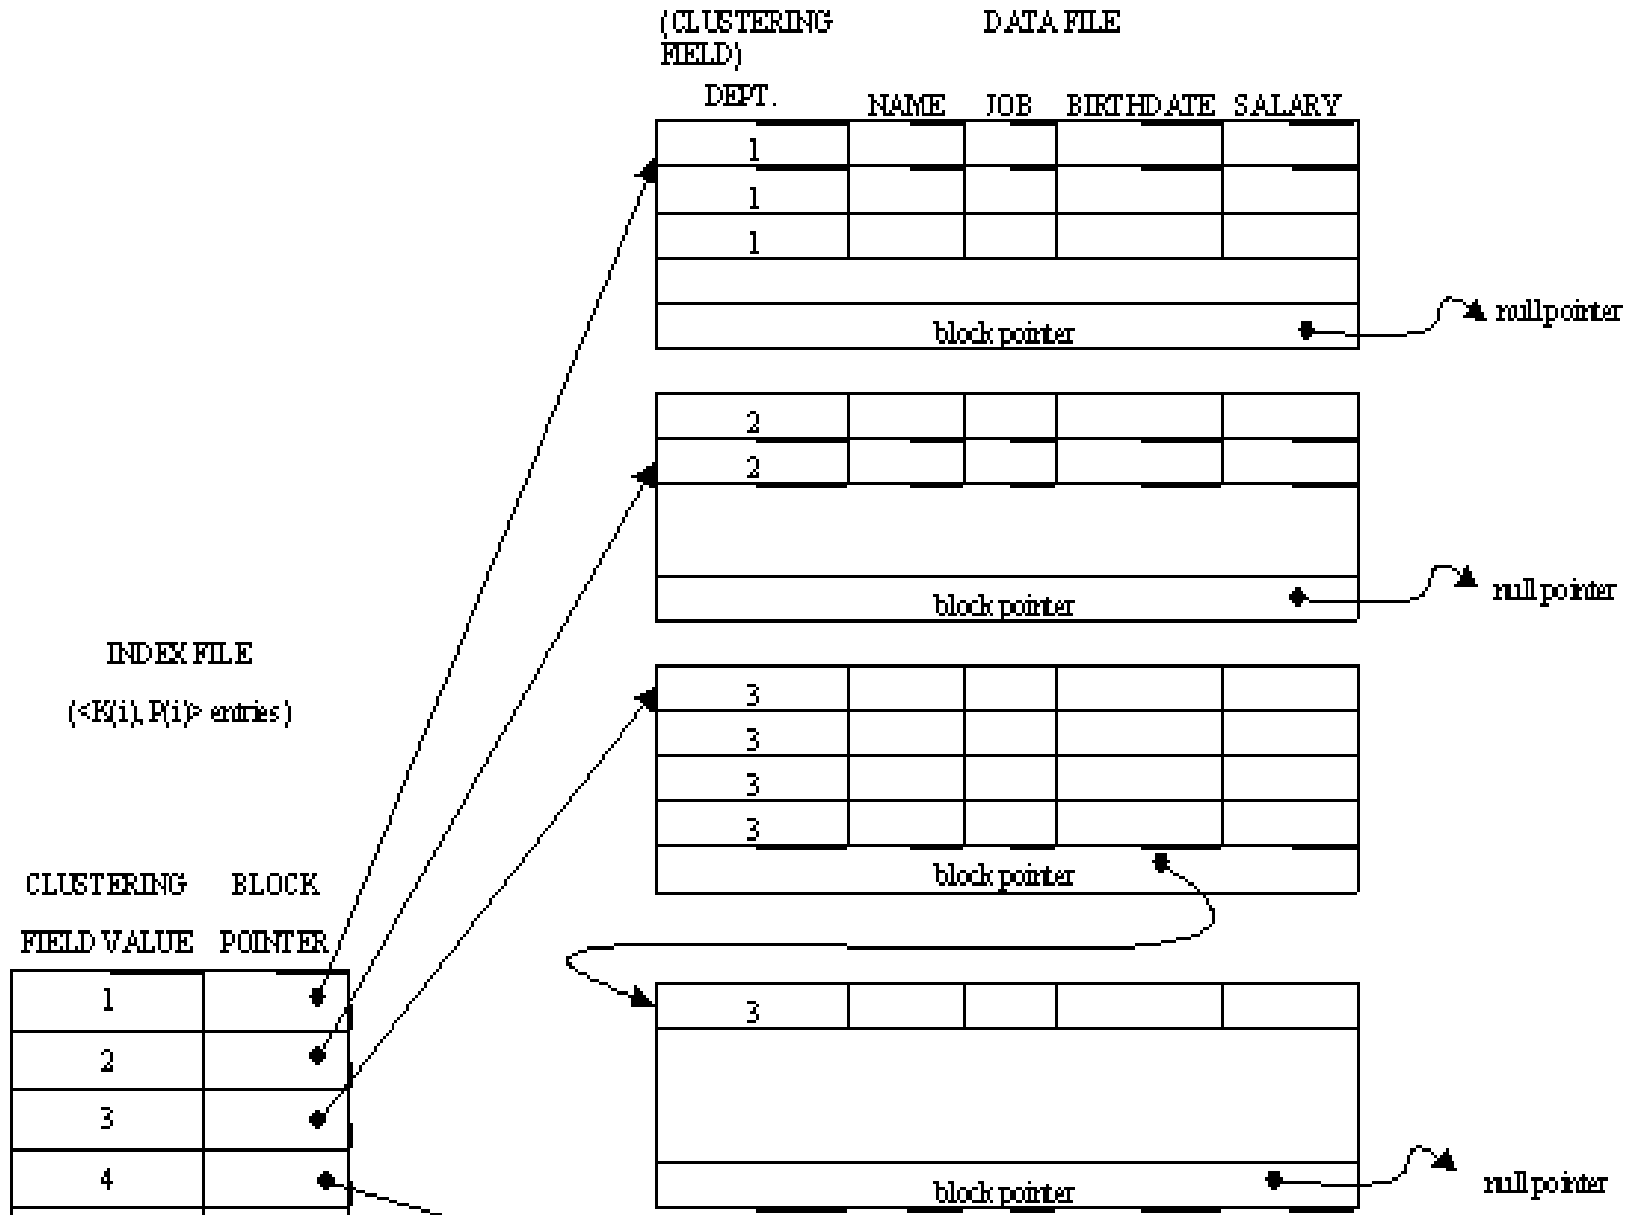 (CLUSTERING FIELD)
DATA FILE
DEPT. NAME JOB BIRTHDATE SALARY
1
1
1
block pointer
null pointer
2
2
block pointer
null pointer
3
3
3
3
block pointer
3
block pointer
null pointer
INDEX FILE
(<K(i), P(i)> entries)
CLUSTERING BLOCK
FIELD VALUE POINTER
1
2
3
4